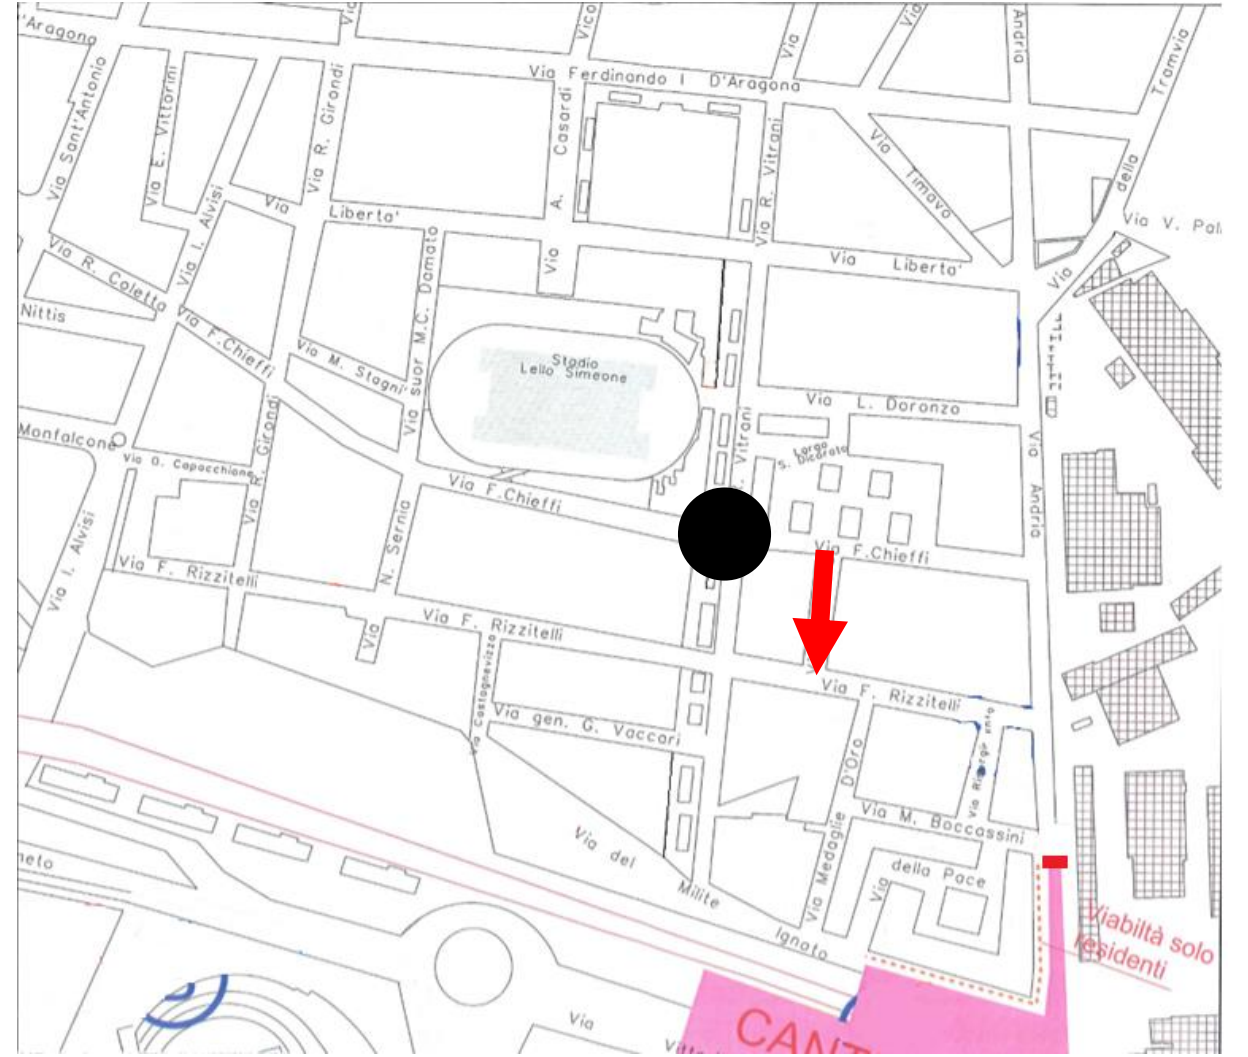 'Aragona
Via Sant'Antonio
Via E. Vittorini
Via R. Girondi
Via I. Alvisi
Via Ferdinando I D'Aragona
Vico
Via
Via
Andria
Tramvia
della
Via
A. Casardi
Via
Via R. Vitrani
Via
Timavo
Via V. Pal
Via
Liberta'
Via Liberta'
Via R. Coletta
Nittis
Via F.Chieffi
Via M. Stagni'
Via suor M.C. Damato
Stadio
Lello Simeone
Via L. Doronzo
Vitrani
Largo
S. Dicorato
Monfalcone
Via O. Capacchione
Via R. Girondi
Via F.Chieffi
Via Andria
Via F.Chieffi
N. Sernia
Via
Via I. Alvisi
Via F. Rizzitelli
Via F. Rizzitelli
Via F. Rizzitelli
Via Castagnevizza
Via gen. G. Vaccari
Via Medaglie D'Oro
Via M. Boccassini
Via del
Milite
Ignoto
Via
della Pace
neto
Viabiltà solo
residenti
Via
CANT